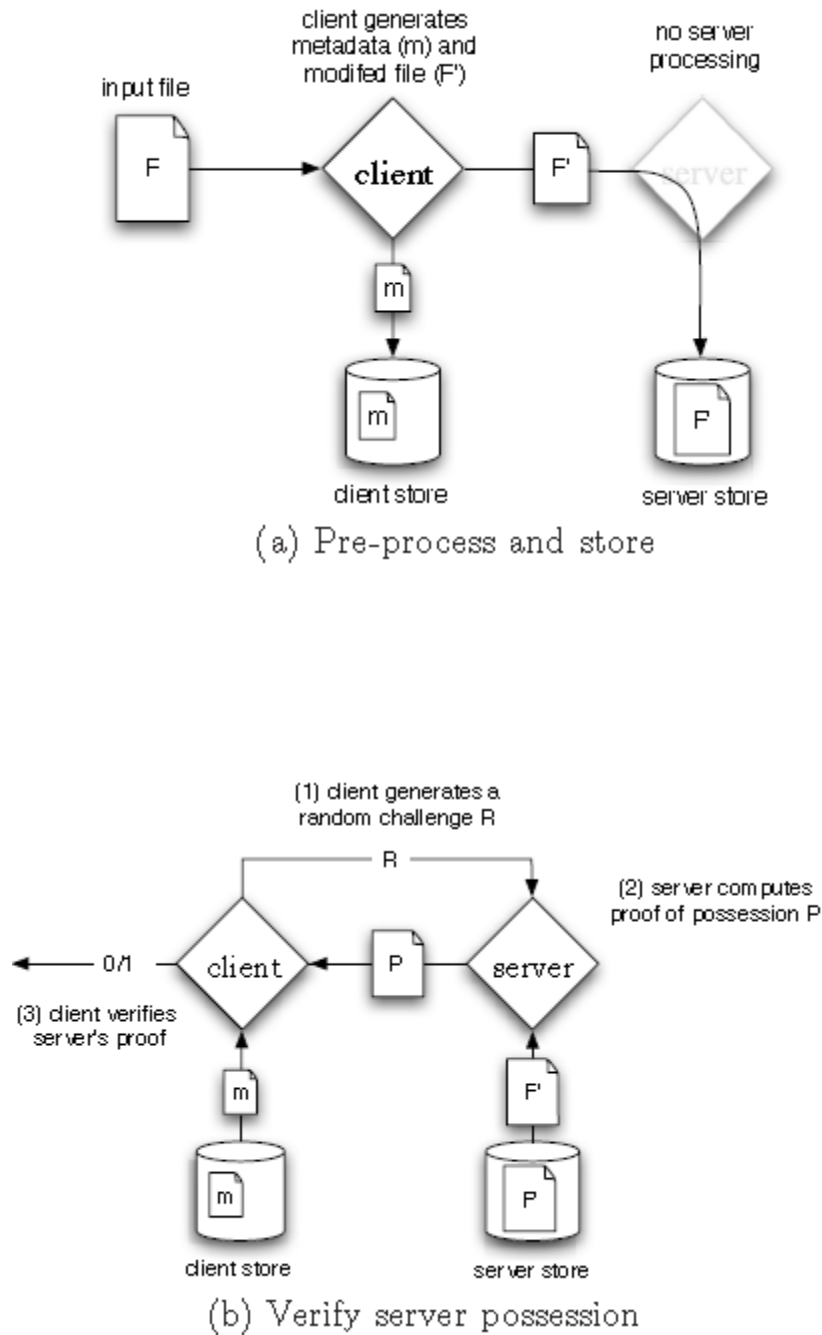 client generates
metadata (m) and
modifed file (F')
no server
processing
input file
F
client
F'
server
m
m
F'
client store
server store
(a) Pre-process and store
(1) client generates a
random challenge R
R
(2) server computes
proof of possession P
0/1
client
P
server
(3) client verifies
server's proof
m
F'
m
F'
client store
server store
(b) Verify server possession